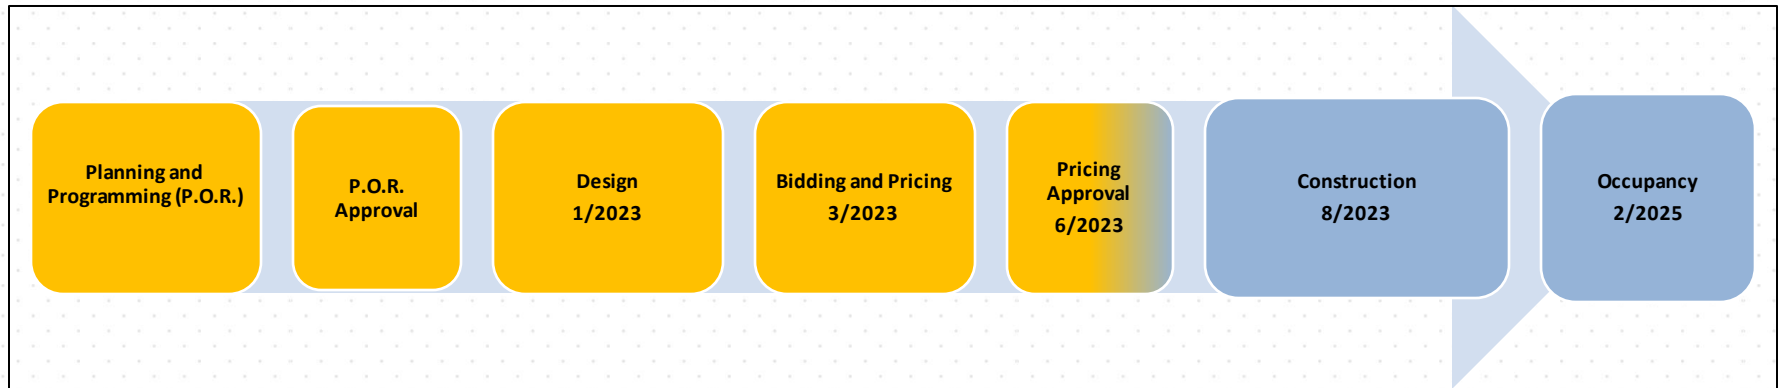 Planning and
Programming (P.O.R.)
P.O.R.
Approval
Design
1/2023
Bidding and Pricing
3/2023
Pricing
Approval
6/2023
Construction
8/2023
Occupancy
2/2025